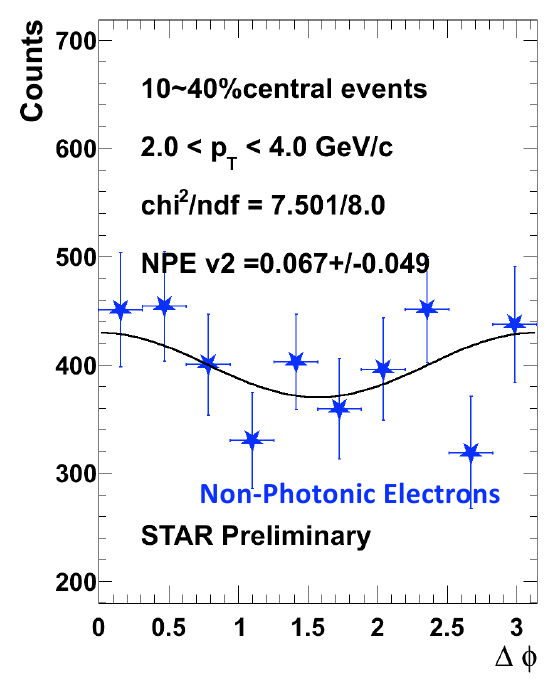 Counts
700
600
500
400
300
200
10~40%central events
2.0 < pT < 4.0 GeV/c
chi2/ndf = 7.501/8.0
NPE v2 =0.067+/-0.049
Non-Photonic Electrons
STAR Preliminary
0 0.5 1 1.5 2 2.5 3
Δ ϕ